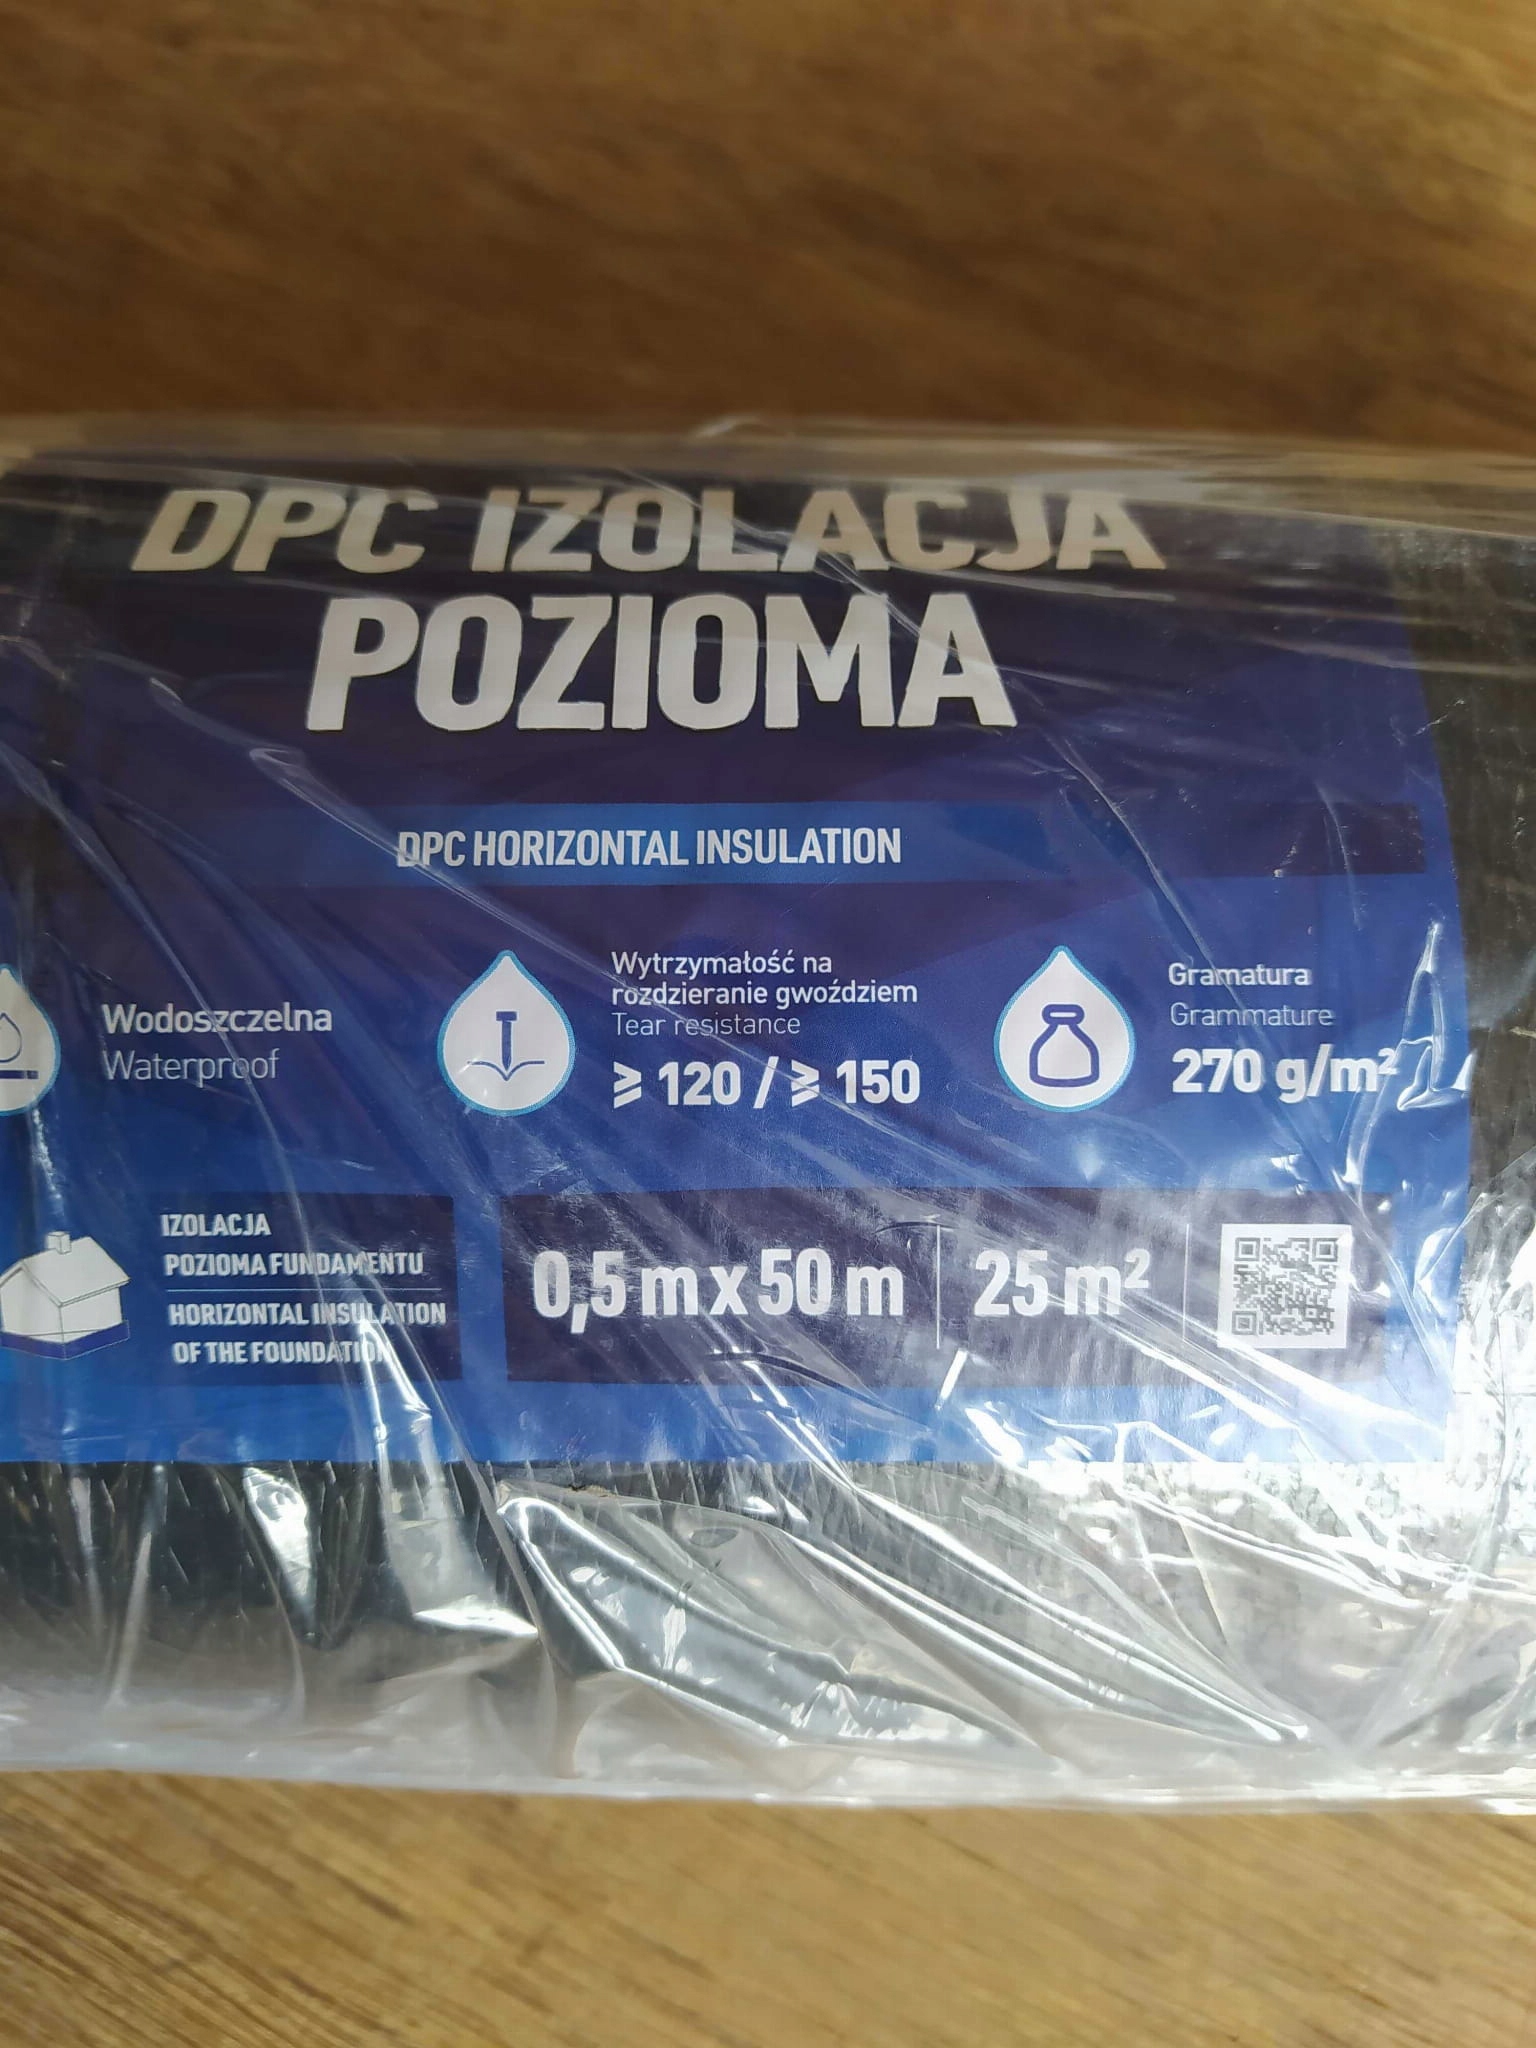 DPC IZOLACJA
POZIOMA
DPC HORIZONTAL INSULATION
Wodoszczelna
Waterproof
Wytrzymałość na
rozdzieranie gwoździem
Tear resistance
≥ 120 / ≥ 150
Gramatura
Grammature
270 g/m²
IZOLACJA
POZIOMA FUNDAMENTU
HORIZONTAL INSULATION
OF THE FOUNDATION
0,5 m x 50 m
25 m²